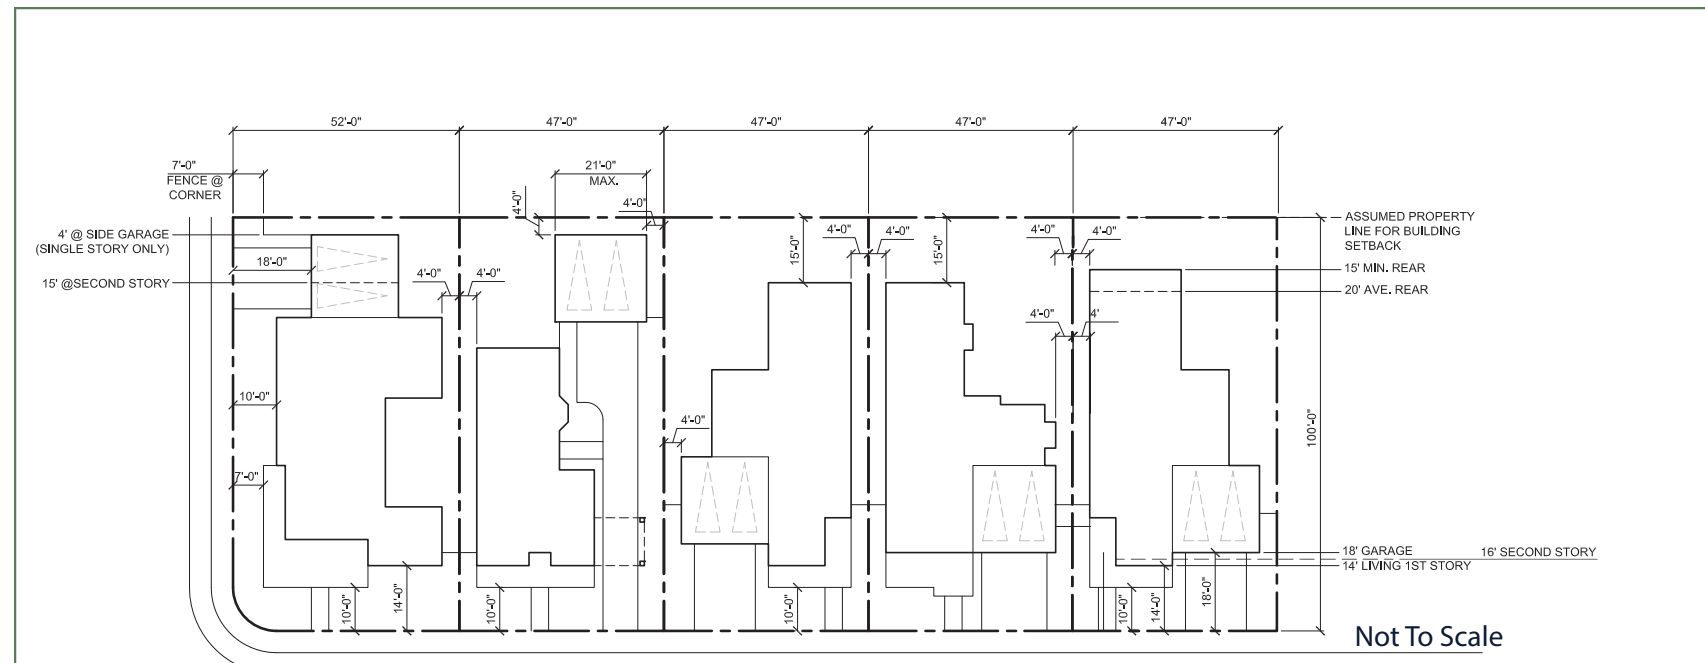 52'-0" 47'-0" 47'-0" 47'-0" 47'-0"
7'-0"
FENCE @
CORNER
21'-0"
MAX.
4'-0"
4'-0"
4' @ SIDE GARAGE
(SINGLE STORY ONLY)
18'-0"
15' @SECOND STORY
4'-0" 4'-0"
15'-0"
4'-0" 4'-0"
15'-0"
4'-0" 4'-0"
ASSUMED PROPERTY
LINE FOR BUILDING
SETBACK
15' MIN. REAR
20' AVE. REAR
4'-0" 4'
10'-0"
4'-0"
100'-0"
7'-0"
18' GARAGE
16' SECOND STORY
14' LIVING 1ST STORY
10'-0"
14'-0"
10'-0"
10'-0"
10'-0"
14'-0"
18'-0"
Not To Scale